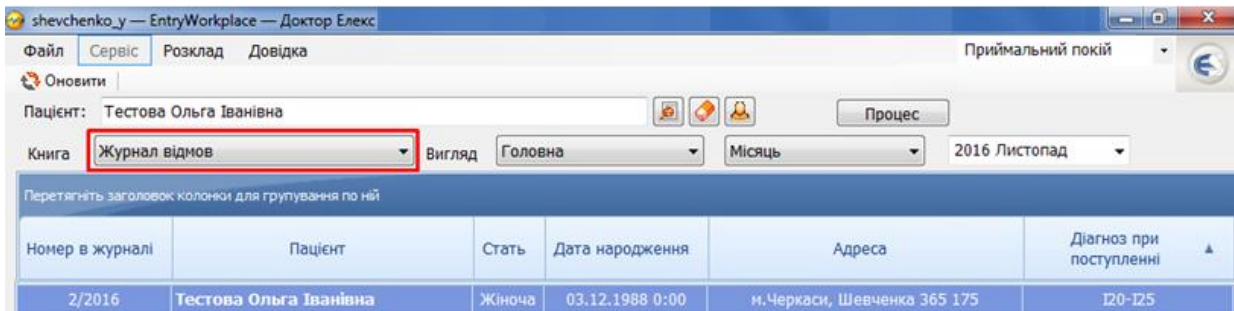 shevchenko_y — EntryWorkplace — Доктор Елекс
Файл Сервіс Розклад Довідка Приймальний покій
Оновити
Пацієнт: Тестова Ольга Іванівна Процес
Книга Журнал відмов Вигляд Головна Місяць 2016 Листопад
Перетягніть заголовок колонки для групування по ній
Номер в журналі Пацієнт Стать Дата народження Адреса Діагноз при поступленні
2/2016 Тестова Ольга Іванівна Жіноча 03.12.1988 0:00 м.Черкаси, Шевченка 365 175 I20-I25